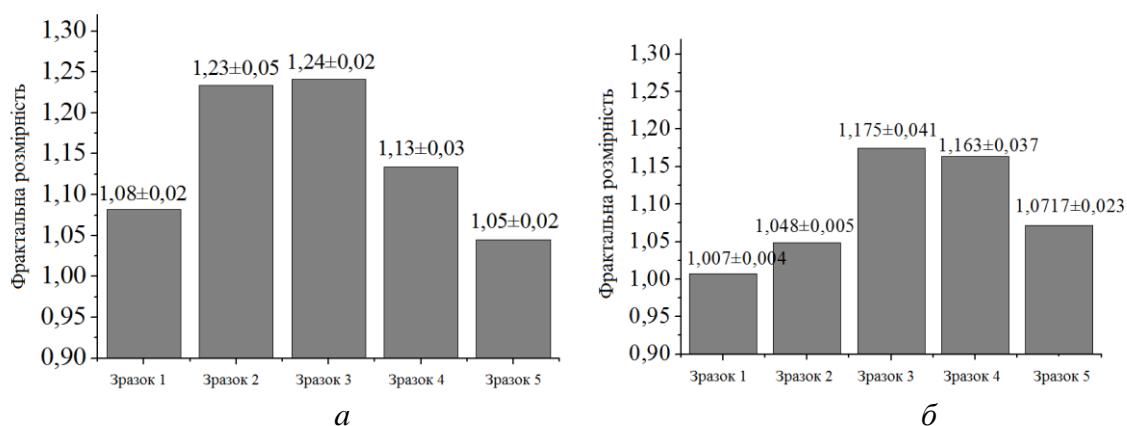 Фрактальна розмірність
1,30
1,25
1,20
1,15
1,10
1,05
1,00
0,95
0,90
1,08±0,02
1,23±0,05
1,24±0,02
1,13±0,03
1,05±0,02
Зразок 1
Зразок 2
Зразок 3
Зразок 4
Зразок 5
а
Фрактальна розмірність
1,30
1,25
1,20
1,15
1,10
1,05
1,00
0,95
0,90
1,007±0,004
1,048±0,005
1,175±0,041
1,163±0,037
1,0717±0,023
Зразок 1
Зразок 2
Зразок 3
Зразок 4
Зразок 5
б